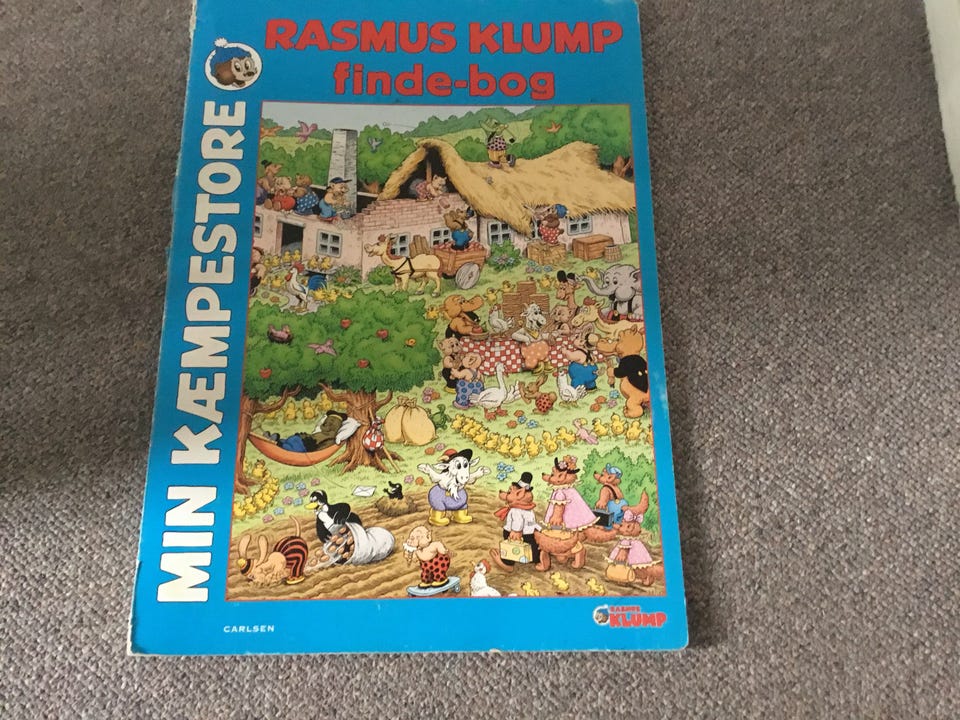 RASMUS KLUMP
finde-bog
MIN KÆMPESTORE
CARLSEN
RASMUS
KLUMP